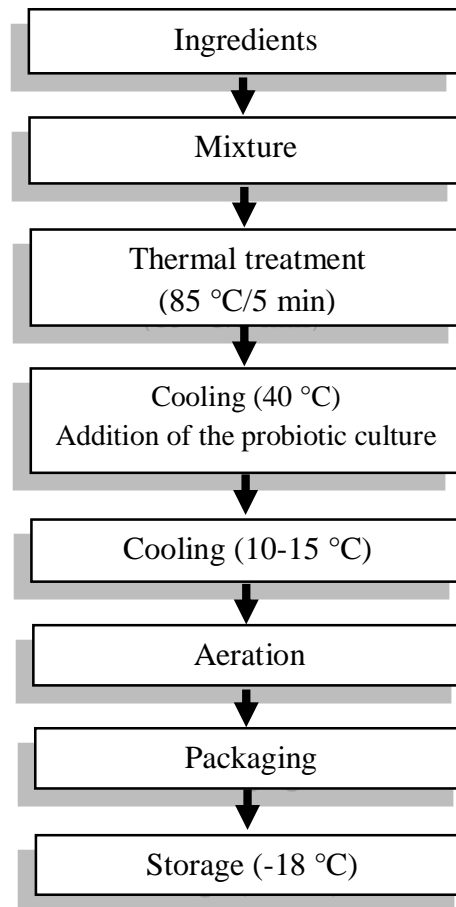 Ingredients
Mixture
Thermal treatment
(85 °C/5 min)
Cooling (40 °C)
Addition of the probiotic culture
Cooling (10-15 °C)
Aeration
Packaging
Storage (-18 °C)